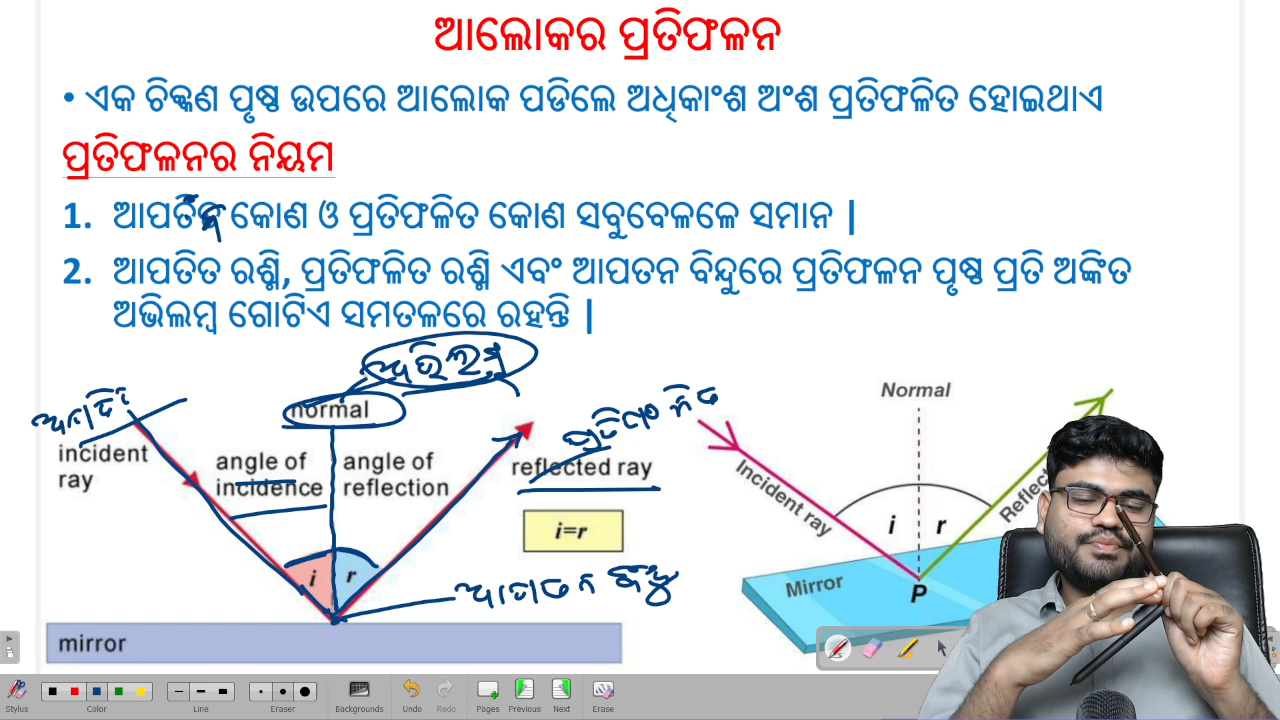 ଆଲୋକର ପ୍ରତିଫଳନ
• ଏକ ଚିକ୍କଣ ପୃଷ୍ଠ ଉପରେ ଆଲୋକ ପଡିଲେ ଅଧିକାଂଶ ଅଂଶ ପ୍ରତିଫଳିତ ହୋଇଥାଏ
ପ୍ରତିଫଳନର ନିୟମ
1. କୋଣ ଓ ପ୍ରତିଫଳିତ କୋଣ ସବୁବେଳଳେ ସମାନ |
2. ଆପତିତ ରଶ୍ମି, ପ୍ରତିଫଳିତ ରଶ୍ମି ଏବଂ ଆପତନ ବିନ୍ଦୁରେ ପ୍ରତିଫଳନ ପୃଷ୍ଠ ପ୍ରତି ଅଙ୍କିତ
ଅଭିଲମ୍ବ ଗୋଟିଏ ସମତଳରେ ରହନ୍ତି |
ଅଭିଲମ୍ବ
normal
incident
ray
angle of
incidence
angle of
reflection
reflected ray
i=r
i
r
ଆପତନ ବିନ୍ଦୁ
mirror
Normal
Incident ray
i
r
Mirror
P
Stylus
Color
Line
Eraser
Backgrounds
Undo
Redo
Pages
Previous
Next
Erase